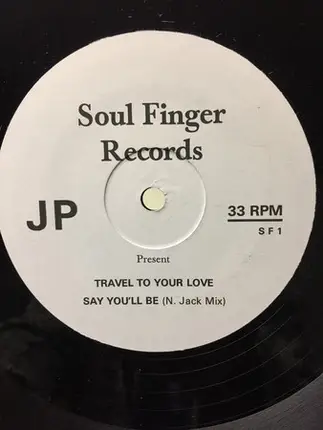 Soul Finger
Records
JP
33 RPM
SF1
Present
TRAVEL TO YOUR LOVE
SAY YOU'LL BE (N. Jack Mix)